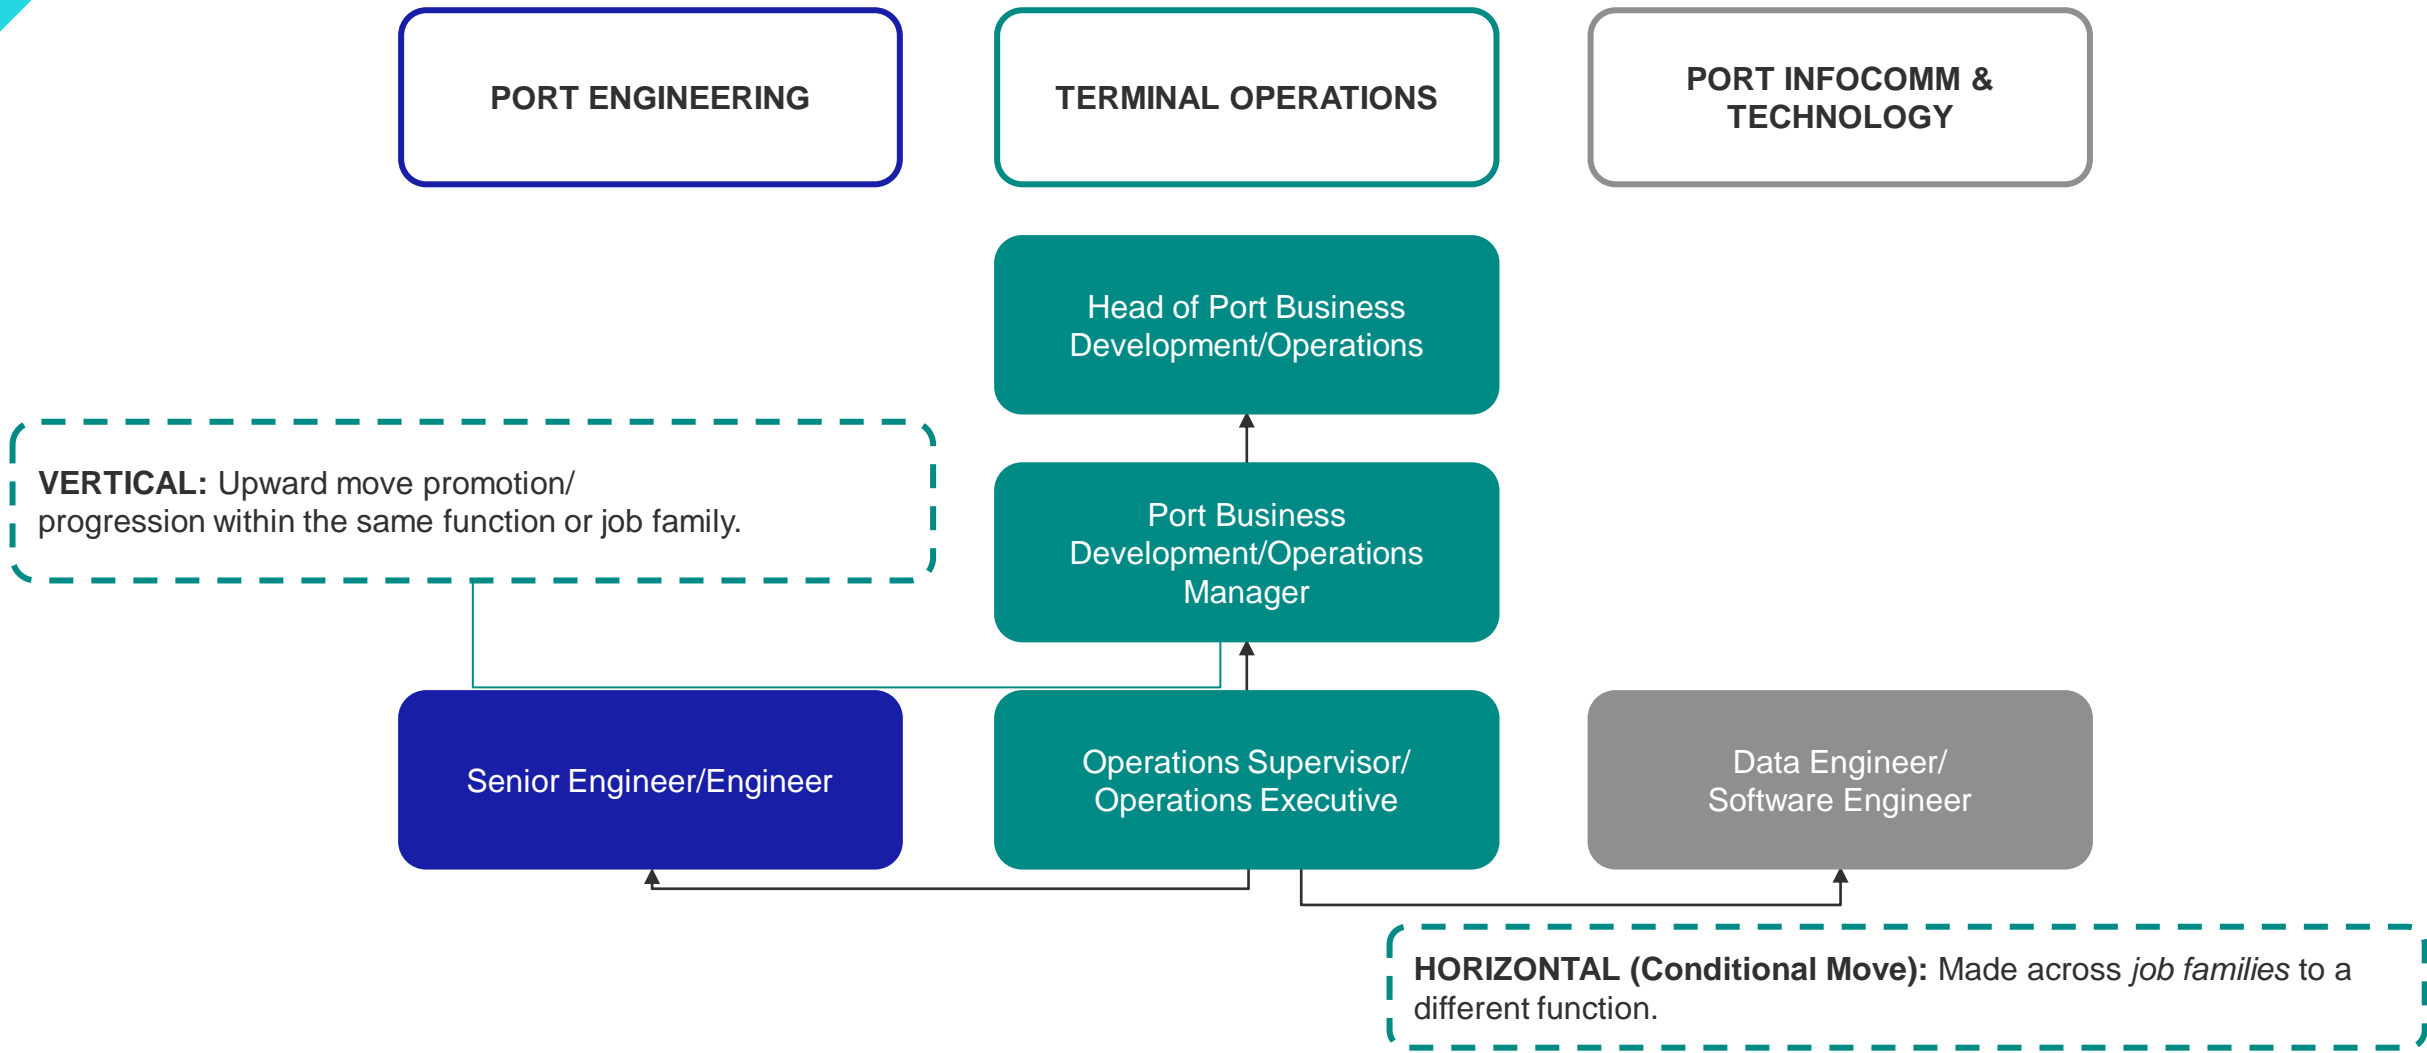 PORT ENGINEERING
TERMINAL OPERATIONS
PORT INFOCOMM &
TECHNOLOGY
Head of Port Business
Development/Operations
VERTICAL: Upward move promotion/
progression within the same function or job family.
Port Business
Development/Operations
Manager
Senior Engineer/Engineer
Operations Supervisor/
Operations Executive
Data Engineer/
Software Engineer
HORIZONTAL (Conditional Move): Made across job families to a
different function.